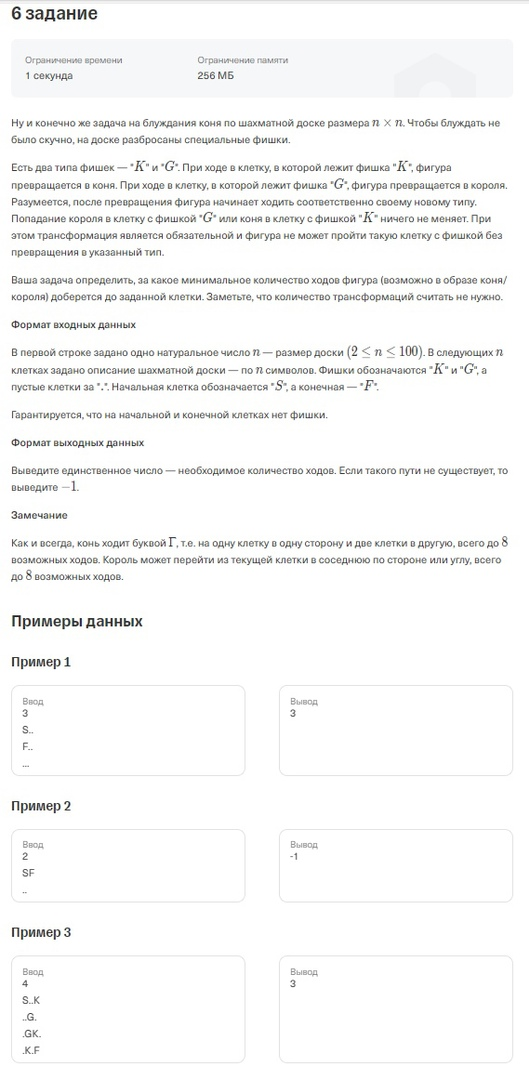 6 задание
Ограничение времени
1 секунда
Ограничение памяти
256 МБ
Ну и конечно же задача на блуждания коня по шахматной доске размера n × n. Чтобы блуждать не
было скучно, на доске разбросаны специальные фишки.
Есть два типа фишек — "K" и "G". При ходе в клетку, в которой лежит фишка "K", фигура
превращается в коня. При ходе в клетку, в которой лежит фишка "G", фигура превращается в короля.
Разумеется, после превращения фигура начинает ходить соответственно своему новому типу.
Попадание короля в клетку с фишкой "G" или коня в клетку с фишкой "K" ничего не меняет. При
этом трансформация является обязательной и фигура не может пройти такую клетку с фишкой без
превращения в указанный тип.
Ваша задача определить, за какое минимальное количество ходов фигура (возможно в образе коня/
короля) доберется до заданной клетки. Заметьте, что количество трансформаций считать не нужно.
Формат входных данных
В первой строке задано одно натуральное число n — размер доски (2 ≤ n ≤ 100). В следующих n
клетках задано описание шахматной доски — по n символов. Фишки обозначаются "K" и "G", а
пустые клетки за ".". Начальная клетка обозначается "S", а конечная — "F".
Гарантируется, что на начальной и конечной клетках нет фишки.
Формат выходных данных
Выведите единственное число — необходимое количество ходов. Если такого пути не существует, то
выведите −1.
Замечание
Как и всегда, конь ходит буквой Г, т.е. на одну клетку в одну сторону и две клетки в другую, всего до 8
возможных ходов. Король может перейти из текущей клетки в соседнюю по стороне или углу, всего
до 8 возможных ходов.
Примеры данных
Пример 1
Ввод
3
S..
F..
...
Вывод
3
Пример 2
Ввод
2
SF
..
Вывод
-1
Пример 3
Ввод
4
S..K
..G.
.GK.
.K.F
Вывод
3